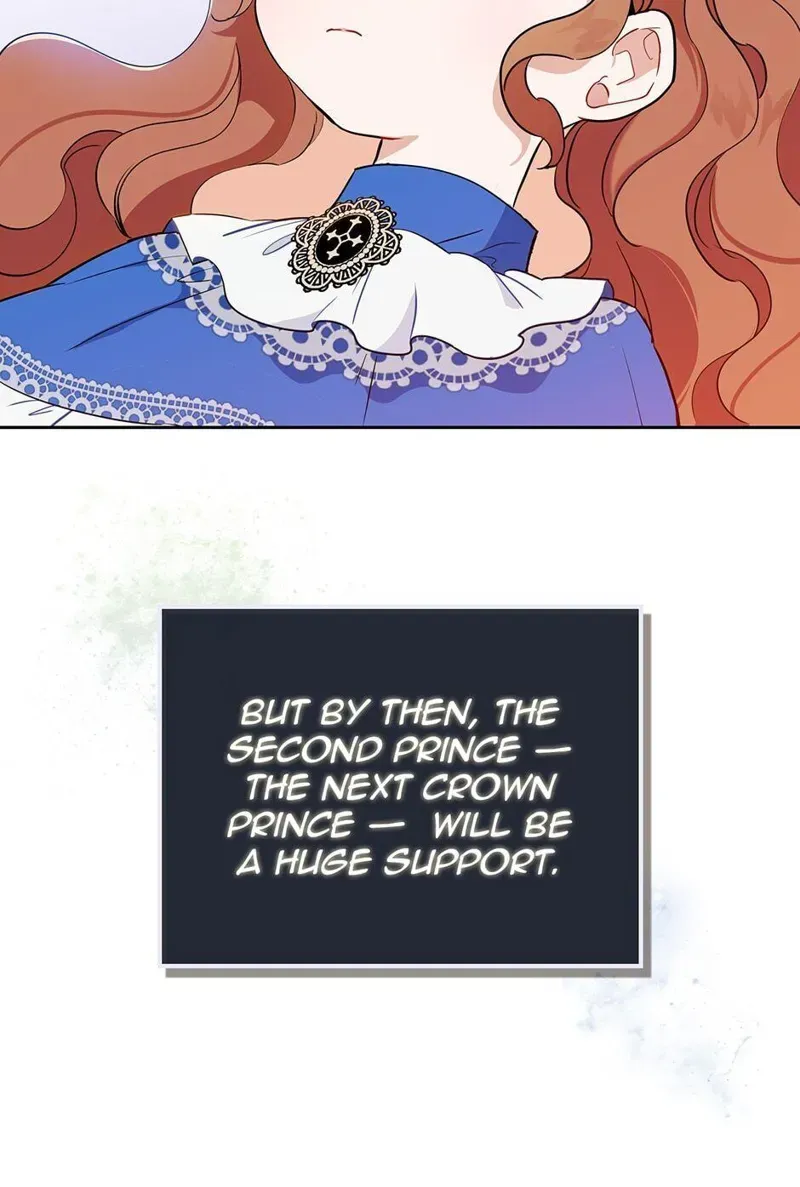 BUT BY THEN, THE
SECOND PRINCE —
THE NEXT CROWN
PRINCE — WILL BE
A HUGE SUPPORT.